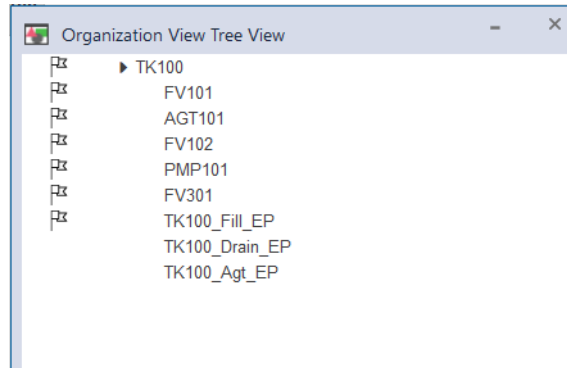 Organization View Tree View
TK100
FV101
AGT101
FV102
PMP101
FV301
TK100_Fill_EP
TK100_Drain_EP
TK100_Agt_EP